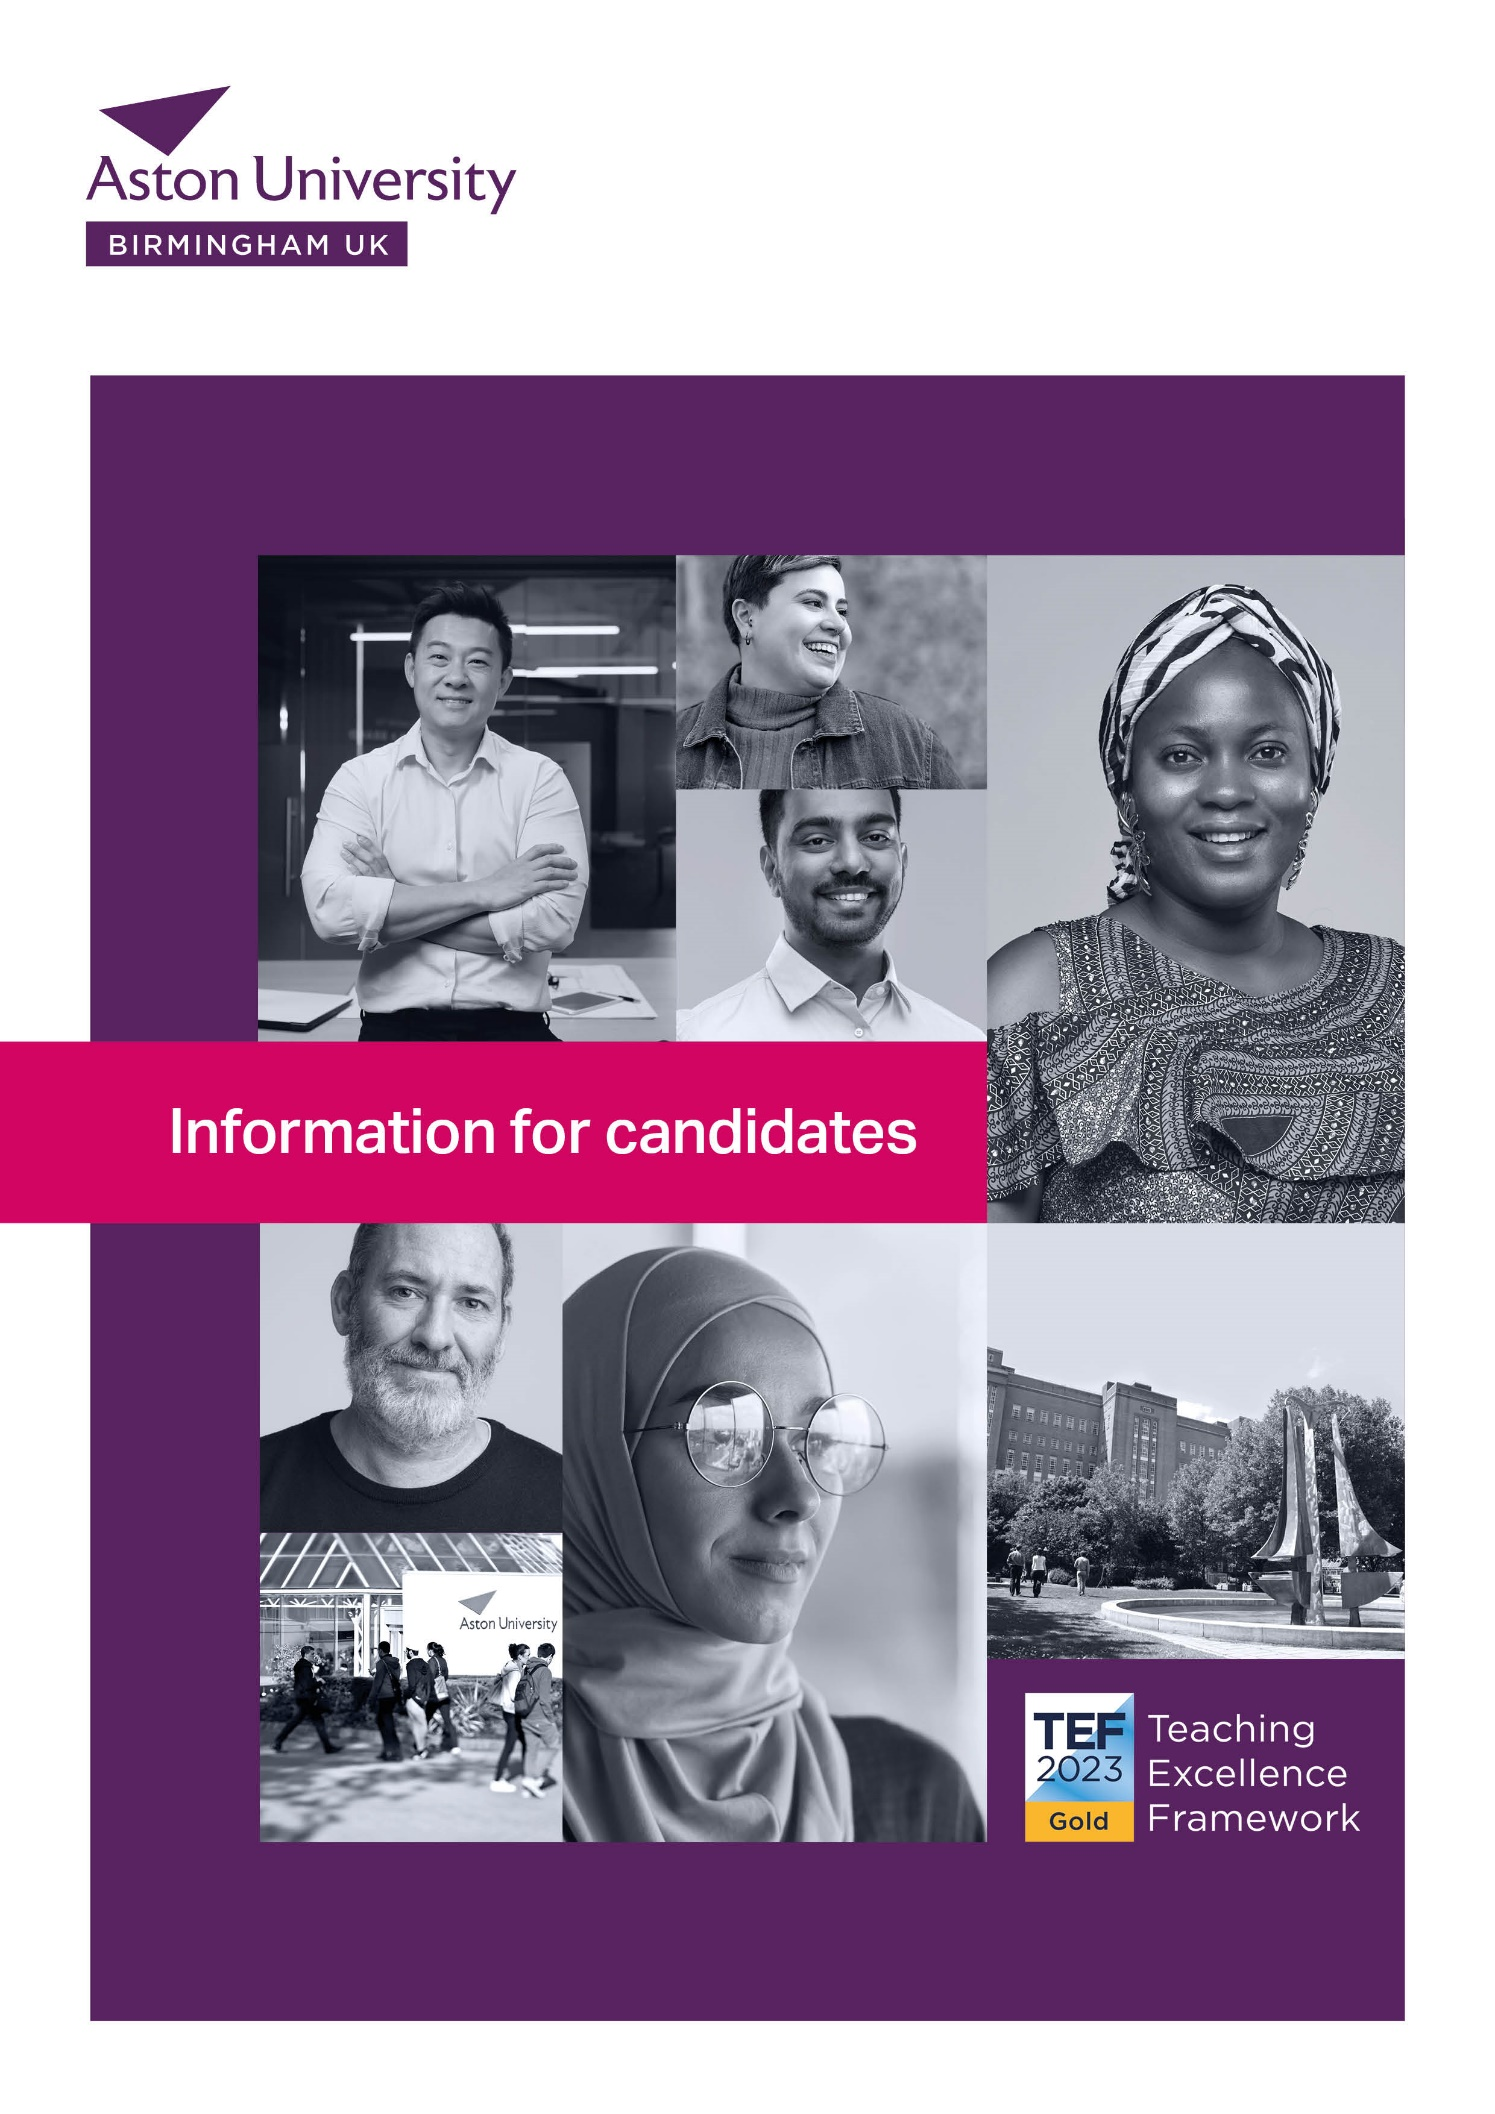 Aston University
BIRMINGHAM UK
Information for candidates
Aston University
TEF
2023
Gold
Teaching
Excellence
Framework